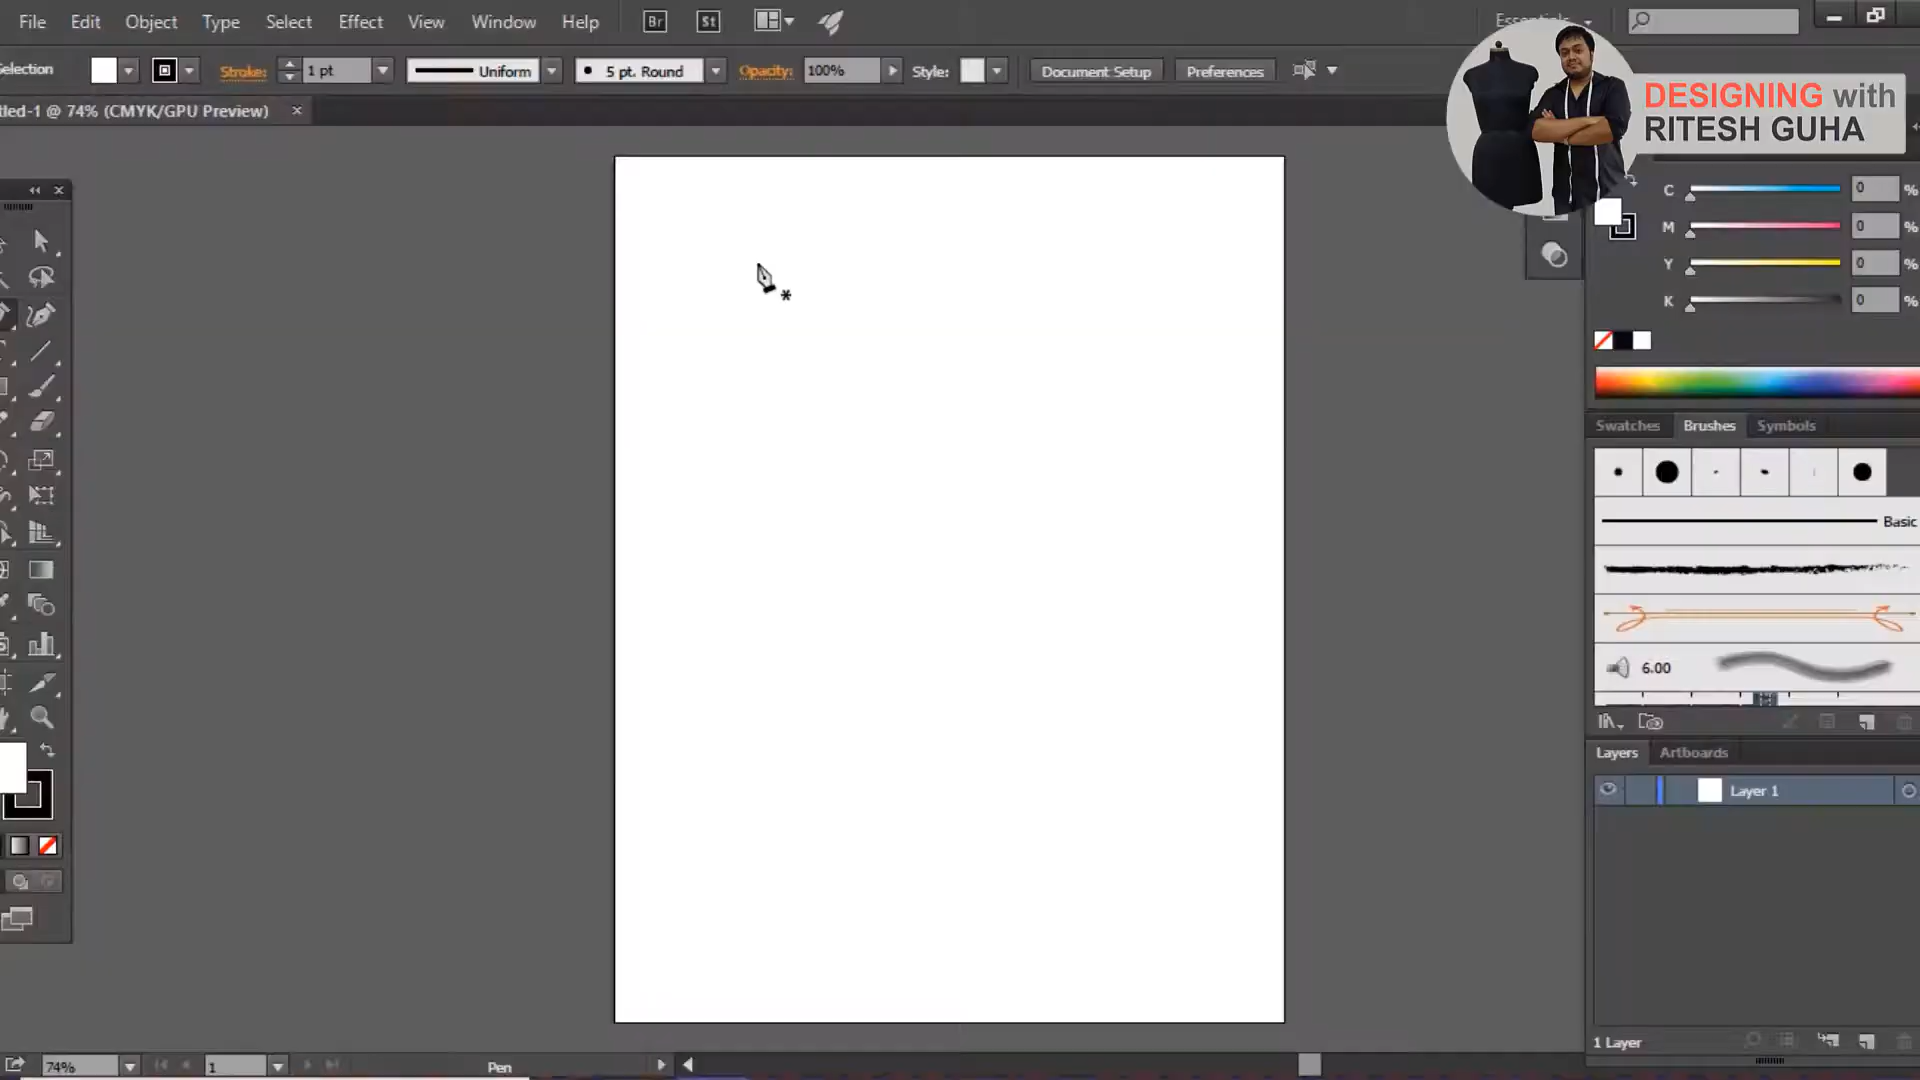 File Edit Object Type Select Effect View Window Help Br St Essentials
Selection Stroke: 1 pt Uniform 5 pt. Round Opacity: 100% Style: Document Setup Preferences
DESIGNING with
RITESH GUHA
tled-1 @ 74% (CMYK/GPU Preview) ×
C 0 %
M 0 %
Y 0 %
K 0 %
Swatches Brushes Symbols
Basic
6.00
Layers Artboards
Layer 1
1 Layer
74% 1 Pen